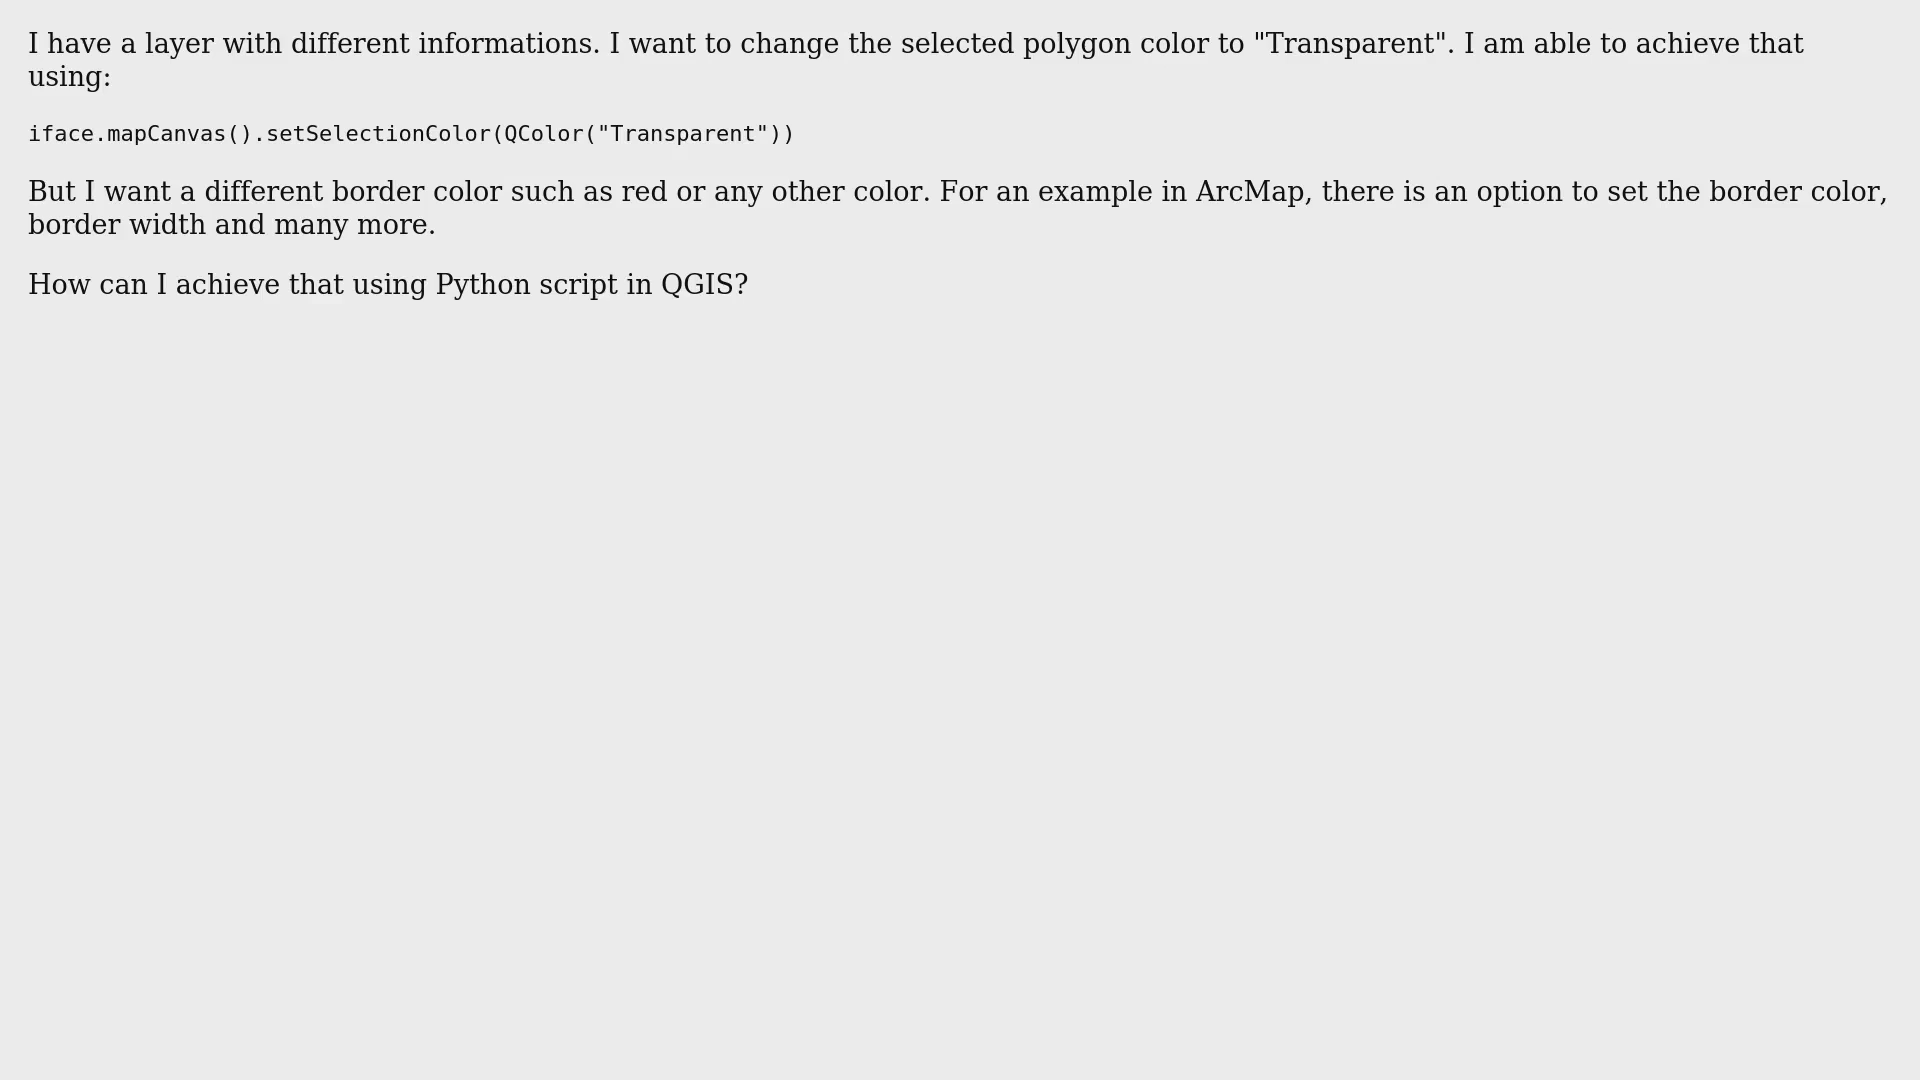 I have a layer with different informations. I want to change the selected polygon color to "Transparent". I am able to achieve that
using:
iface.mapCanvas().setSelectionColor(QColor("Transparent"))
But I want a different border color such as red or any other color. For an example in ArcMap, there is an option to set the border color,
border width and many more.
How can I achieve that using Python script in QGIS?